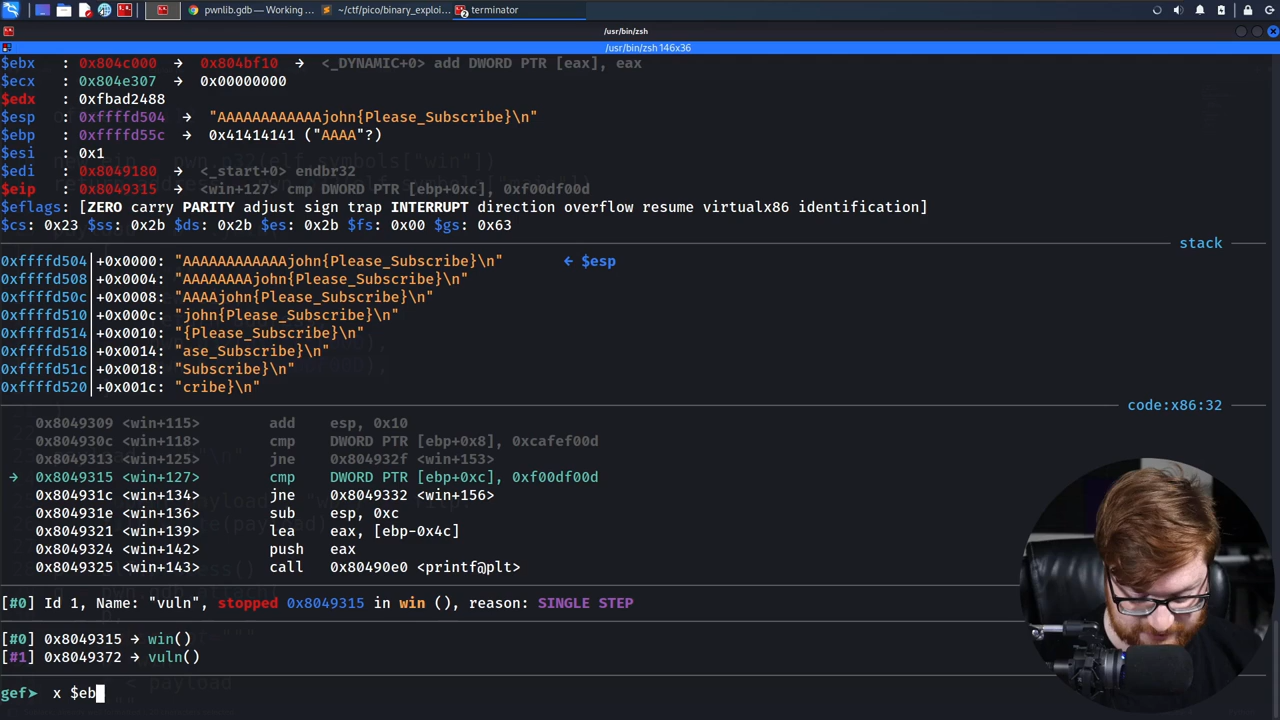 pwnlib.gdb — Working ...
~/ctf/pico/binary_exploi...
terminator
/usr/bin/zsh
/usr/bin/zsh 146x36
$ebx : 0x804c000 → 0x804bf10 → <_DYNAMIC+0> add DWORD PTR [eax], eax
$ecx : 0x804e307 → 0x00000000
$edx : 0xfbad2488
$esp : 0xffffd504 → "AAAAAAAAAAAAjohn{Please_Subscribe}\n"
$ebp : 0xffffd55c → 0x41414141 ("AAAA"?)
$esi : 0x1
$edi : 0x8049180 → <_start+0> endbr32
$eip : 0x8049315 → <win+127> cmp DWORD PTR [ebp+0xc], 0xf00df00d
$eflags: [ZERO carry PARITY adjust sign trap INTERRUPT direction overflow resume virtualx86 identification]
$cs: 0x23 $ss: 0x2b $ds: 0x2b $es: 0x2b $fs: 0x00 $gs: 0x63
stack
0xffffd504│+0x0000: "AAAAAAAAAAAAjohn{Please_Subscribe}\n" ← $esp
0xffffd508│+0x0004: "AAAAAAAAjohn{Please_Subscribe}\n"
0xffffd50c│+0x0008: "AAAAjohn{Please_Subscribe}\n"
0xffffd510│+0x000c: "john{Please_Subscribe}\n"
0xffffd514│+0x0010: "{Please_Subscribe}\n"
0xffffd518│+0x0014: "ase_Subscribe}\n"
0xffffd51c│+0x0018: "Subscribe}\n"
0xffffd520│+0x001c: "cribe}\n"
code:x86:32
0x8049309 <win+115> add esp, 0x10
0x804930c <win+118> cmp DWORD PTR [ebp+0x8], 0xcafef00d
0x8049313 <win+125> jne 0x804932f <win+153>
→ 0x8049315 <win+127> cmp DWORD PTR [ebp+0xc], 0xf00df00d
0x804931c <win+134> jne 0x8049332 <win+156>
0x804931e <win+136> sub esp, 0xc
0x8049321 <win+139> lea eax, [ebp-0x4c]
0x8049324 <win+142> push eax
0x8049325 <win+143> call 0x80490e0 <printf@plt>
[#0] Id 1, Name: "vuln", stopped 0x8049315 in win (), reason: SINGLE STEP
[#0] 0x8049315 → win()
[#1] 0x8049372 → vuln()
gef➤ x $eb